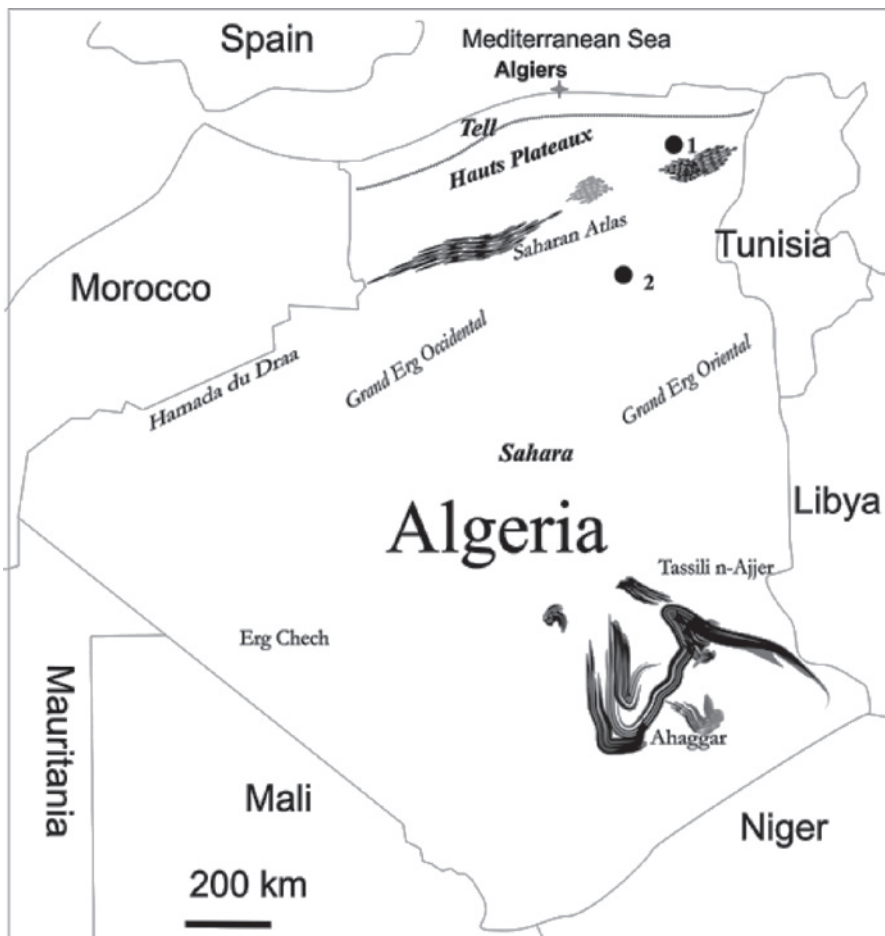 Spain
Mediterranean Sea
Algiers
Tell
Hauts Plateaux
1
Saharan Atlas
Tunisia
Morocco
2
Grand Erg Occidental
Hamada du Draa
Grand Erg Oriental
Sahara
Libya
Algeria
Tassili n-Ajjer
Erg Chech
Mauritania
Ahaggar
Mali
Niger
200 km